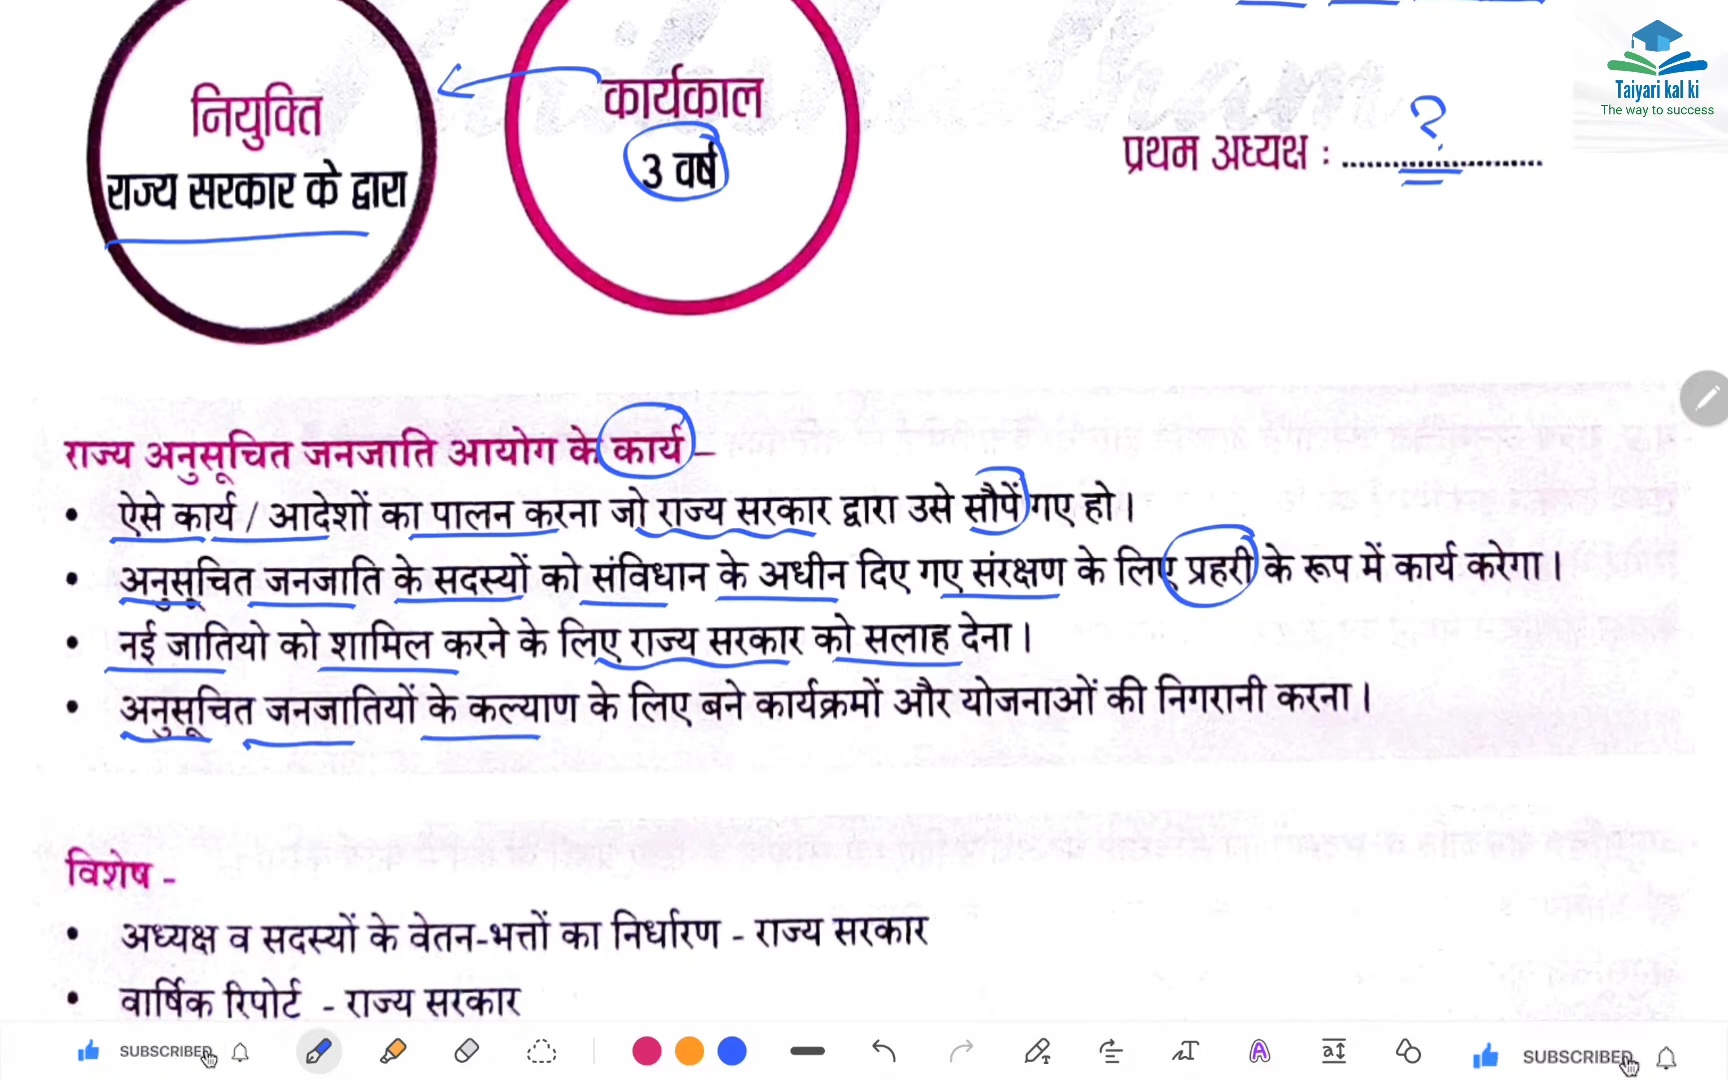 Taiyari kal ki
The way to success
नियुक्ति
राज्य सरकार के द्वारा
कार्यकाल
3 वर्ष
?
प्रथम अध्यक्ष : ........................
राज्य अनुसूचित जनजाति आयोग के कार्य –
• ऐसे कार्य / आदेशों का पालन करना जो राज्य सरकार द्वारा उसे सौपें गए हो।
• अनुसूचित जनजाति के सदस्यों को संविधान के अधीन दिए गए संरक्षण के लिए प्रहरी के रूप में कार्य करेगा।
• नई जातियो को शामिल करने के लिए राज्य सरकार को सलाह देना।
• अनुसूचित जनजातियों के कल्याण के लिए बने कार्यक्रमों और योजनाओं की निगरानी करना।
विशेष -
• अध्यक्ष व सदस्यों के वेतन-भत्तों का निर्धारण - राज्य सरकार
• वार्षिक रिपोर्ट - राज्य सरकार
SUBSCRIBED
SUBSCRIBED